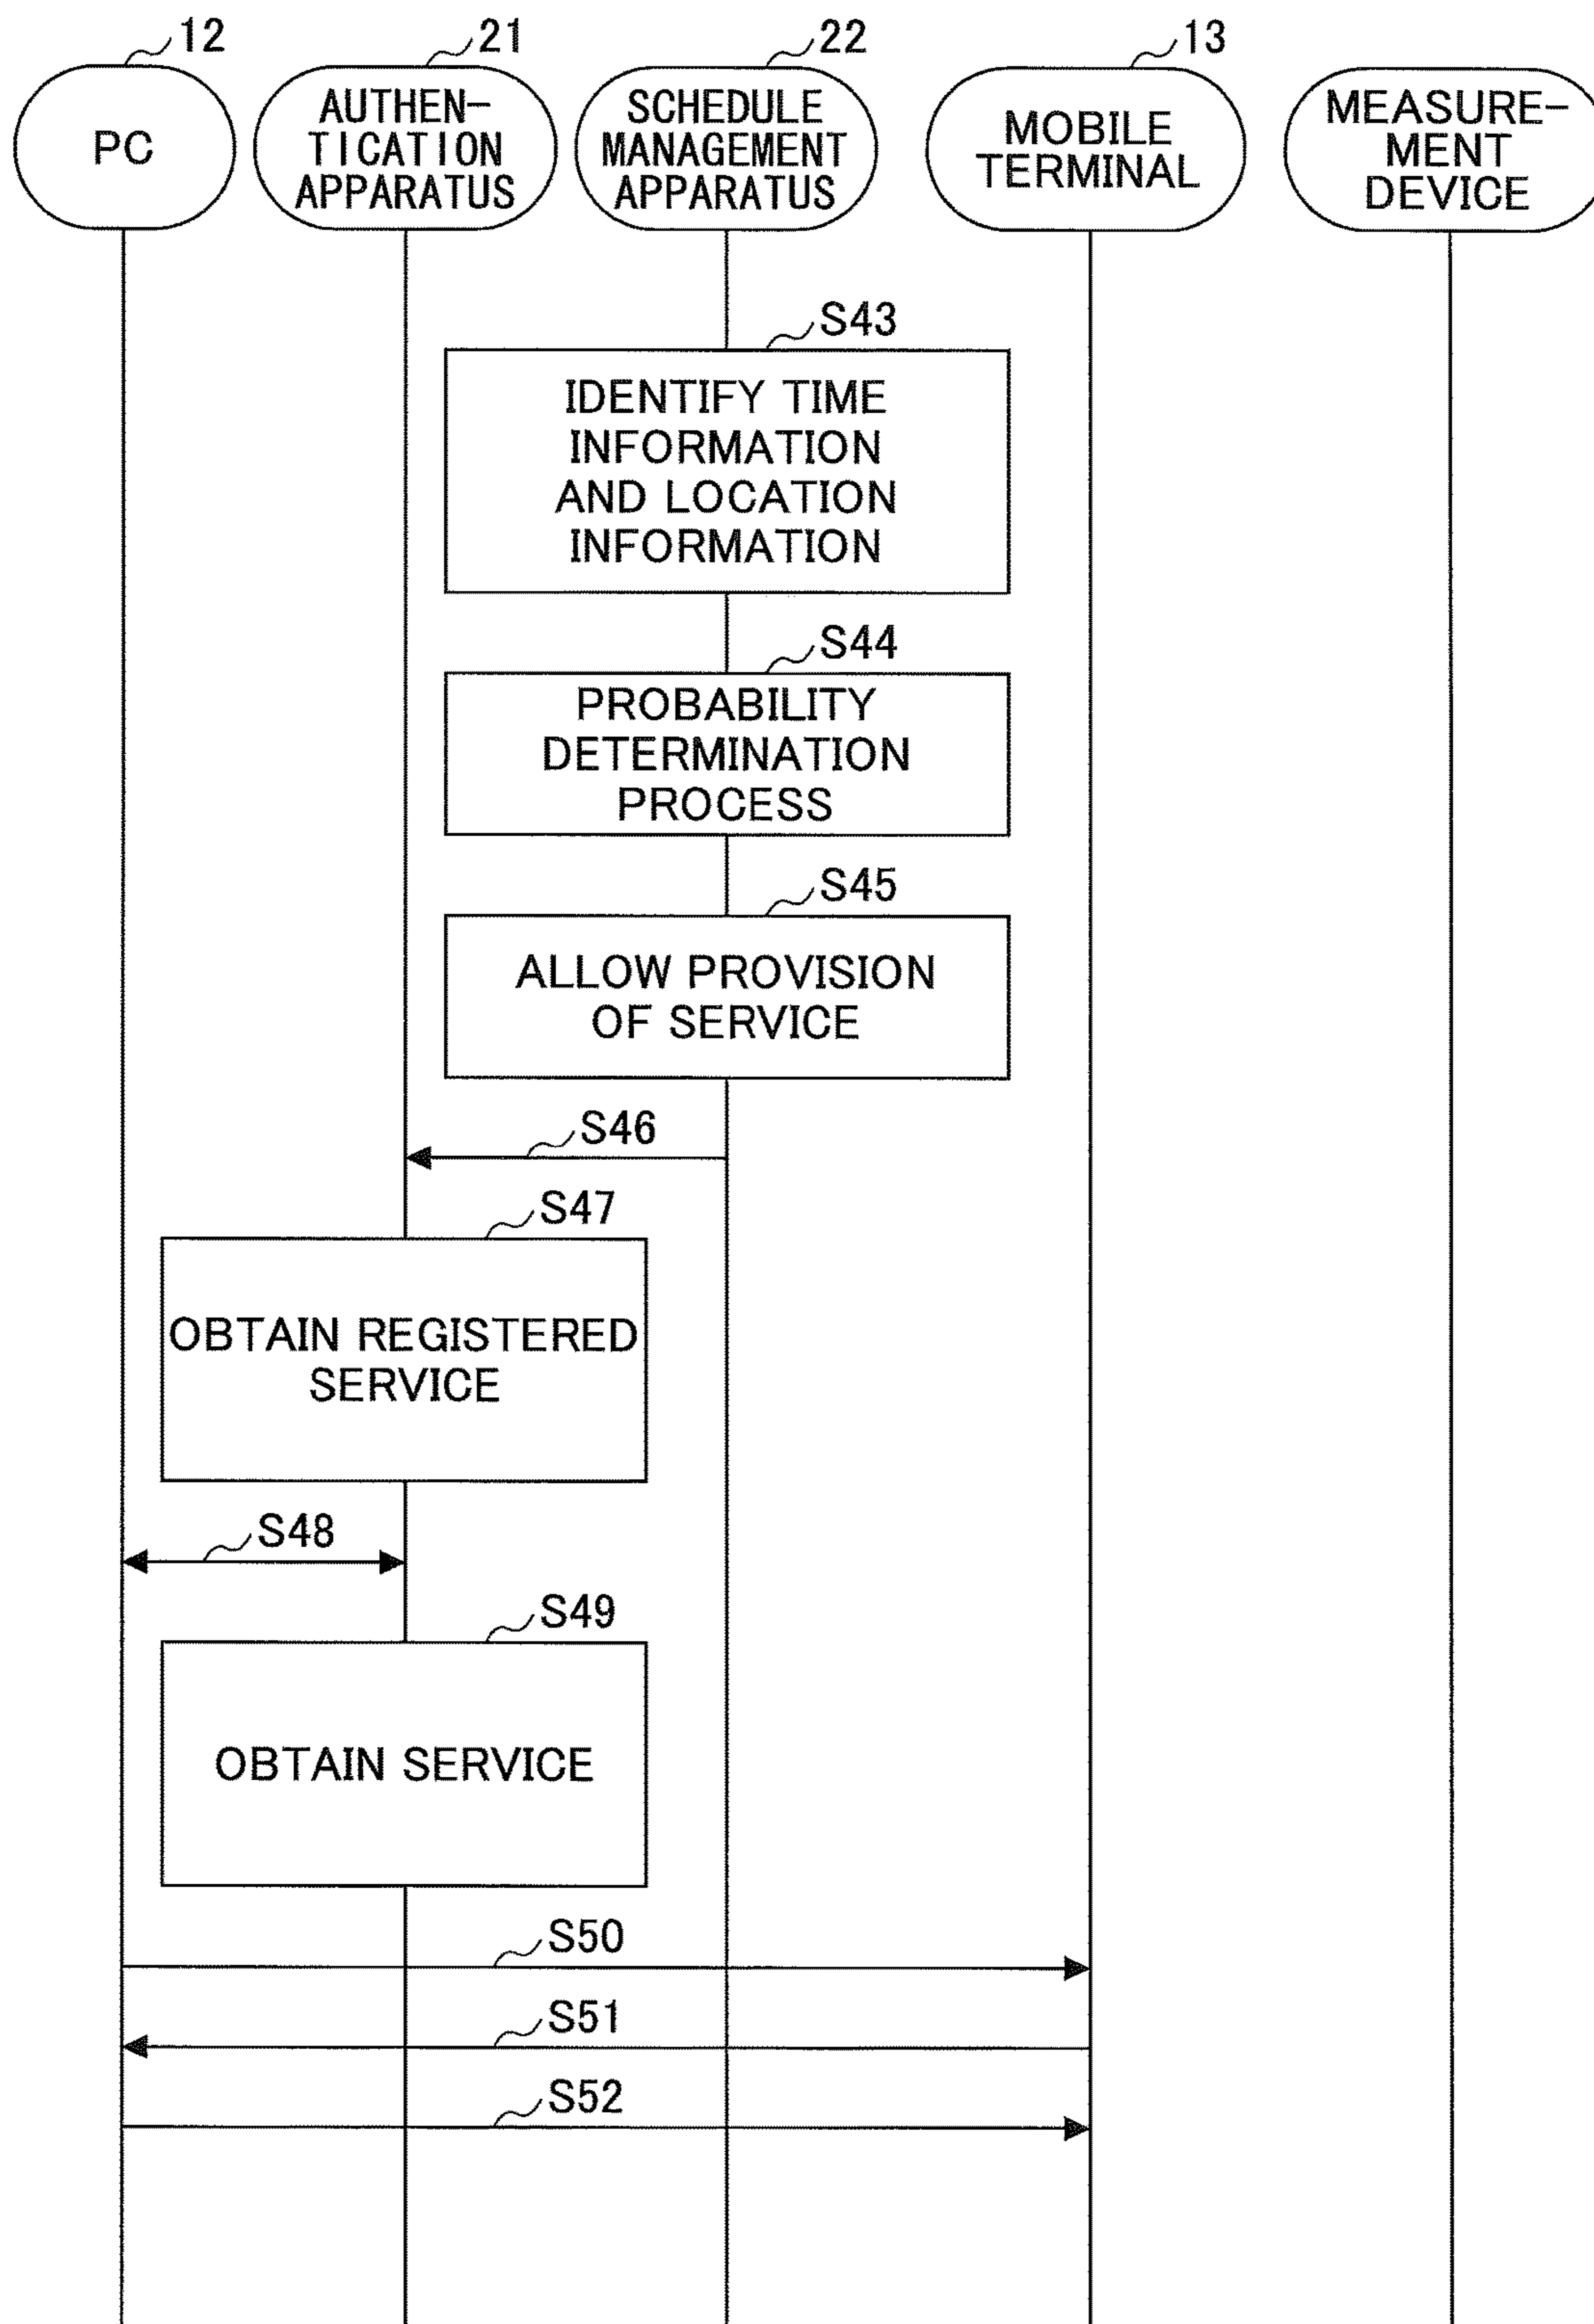 12
21
22
13
PC
AUTHEN-
TICATION
APPARATUS
SCHEDULE
MANAGEMENT
APPARATUS
MOBILE
TERMINAL
MEASURE-
MENT
DEVICE
S43
IDENTIFY TIME
INFORMATION
AND LOCATION
INFORMATION
S44
PROBABILITY
DETERMINATION
PROCESS
S45
ALLOW PROVISION
OF SERVICE
S46
S47
OBTAIN REGISTERED
SERVICE
S48
S49
OBTAIN SERVICE
S50
S51
S52